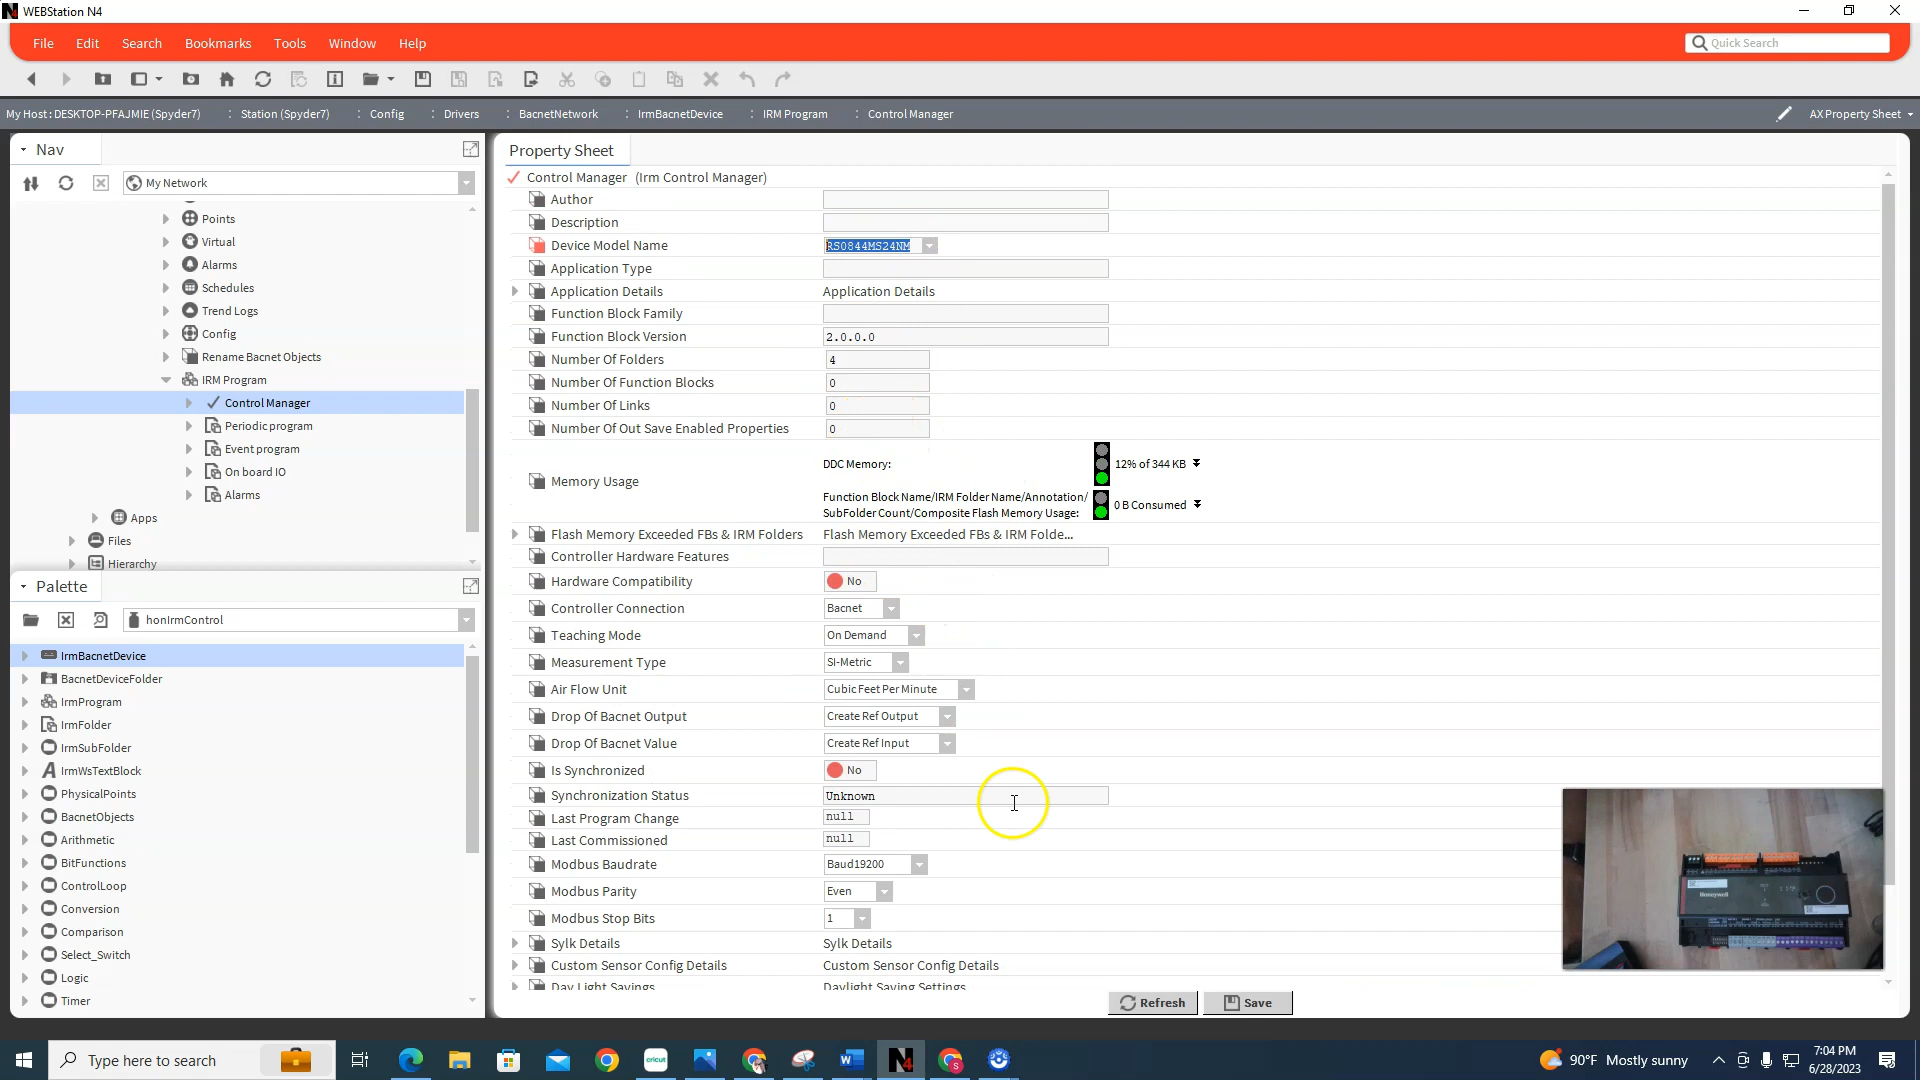 WEBStation N4
File Edit Search Bookmarks Tools Window Help
Quick Search
My Host : DESKTOP-PFAJMIE (Spyder7) : Station (Spyder7) : Config : Drivers : BacnetNetwork : IrmBacnetDevice : IRM Program : Control Manager
AX Property Sheet
Nav
My Network
Points
Virtual
Alarms
Schedules
Trend Logs
Config
Rename Bacnet Objects
IRM Program
Control Manager
Periodic program
Event program
On board IO
Alarms
Apps
Files
Hierarchy
Palette
honIrmControl
IrmBacnetDevice
BacnetDeviceFolder
IrmProgram
IrmFolder
IrmSubFolder
IrmWsTextBlock
PhysicalPoints
BacnetObjects
Arithmetic
BitFunctions
ControlLoop
Conversion
Comparison
Select_Switch
Logic
Timer
Property Sheet
Control Manager (Irm Control Manager)
Author
Description
Device Model Name RS0844MS24NM
Application Type
Application Details Application Details
Function Block Family
Function Block Version 2.0.0.0
Number Of Folders 4
Number Of Function Blocks 0
Number Of Links 0
Number Of Out Save Enabled Properties 0
Memory Usage
DDC Memory: 12% of 344 KB
Function Block Name/IRM Folder Name/Annotation/
SubFolder Count/Composite Flash Memory Usage: 0 B Consumed
Flash Memory Exceeded FBs & IRM Folders Flash Memory Exceeded FBs & IRM Folde...
Controller Hardware Features
Hardware Compatibility No
Controller Connection Bacnet
Teaching Mode On Demand
Measurement Type SI-Metric
Air Flow Unit Cubic Feet Per Minute
Drop Of Bacnet Output Create Ref Output
Drop Of Bacnet Value Create Ref Input
Is Synchronized No
Synchronization Status Unknown
Last Program Change null
Last Commissioned null
Modbus Baudrate Baud19200
Modbus Parity Even
Modbus Stop Bits 1
Sylk Details Sylk Details
Custom Sensor Config Details Custom Sensor Config Details
Day Light Savings Daylight Saving Settings
Refresh Save
Honeywell
Type here to search
cricut
90°F Mostly sunny
7:04 PM
6/28/2023